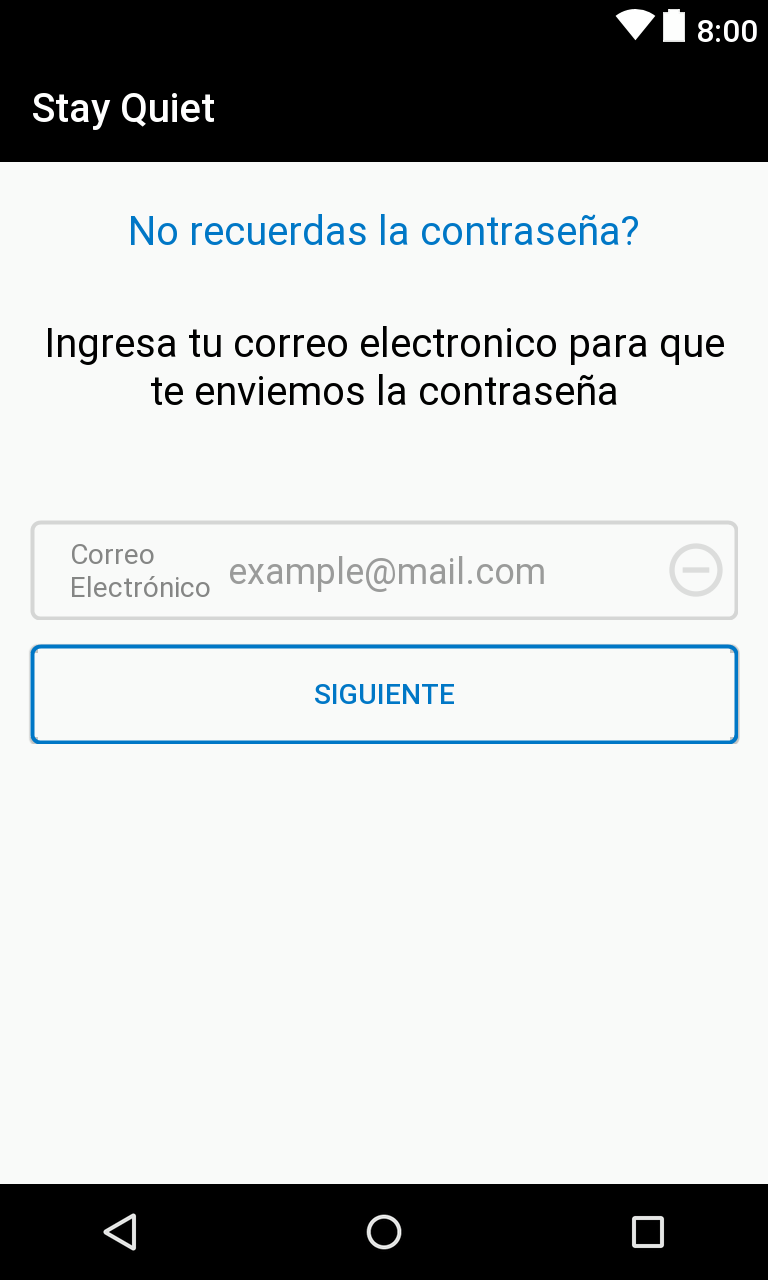 8:00
Stay Quiet
No recuerdas la contraseña?
Ingresa tu correo electronico para que
te enviemos la contraseña
Correo
Electrónico
example@mail.com
SIGUIENTE